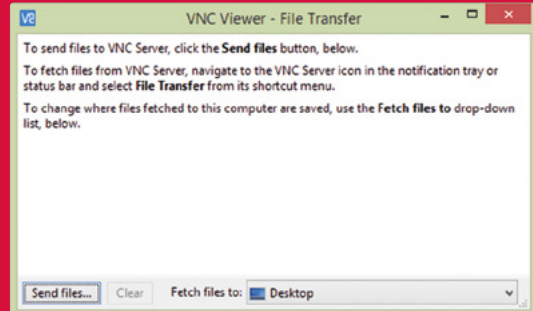 VNC Viewer - File Transfer
To send files to VNC Server, click the Send files button, below.
To fetch files from VNC Server, navigate to the VNC Server icon in the notification tray or
status bar and select File Transfer from its shortcut menu.
To change where files fetched to this computer are saved, use the Fetch files to drop-down
list, below.
Send files... Clear Fetch files to: Desktop